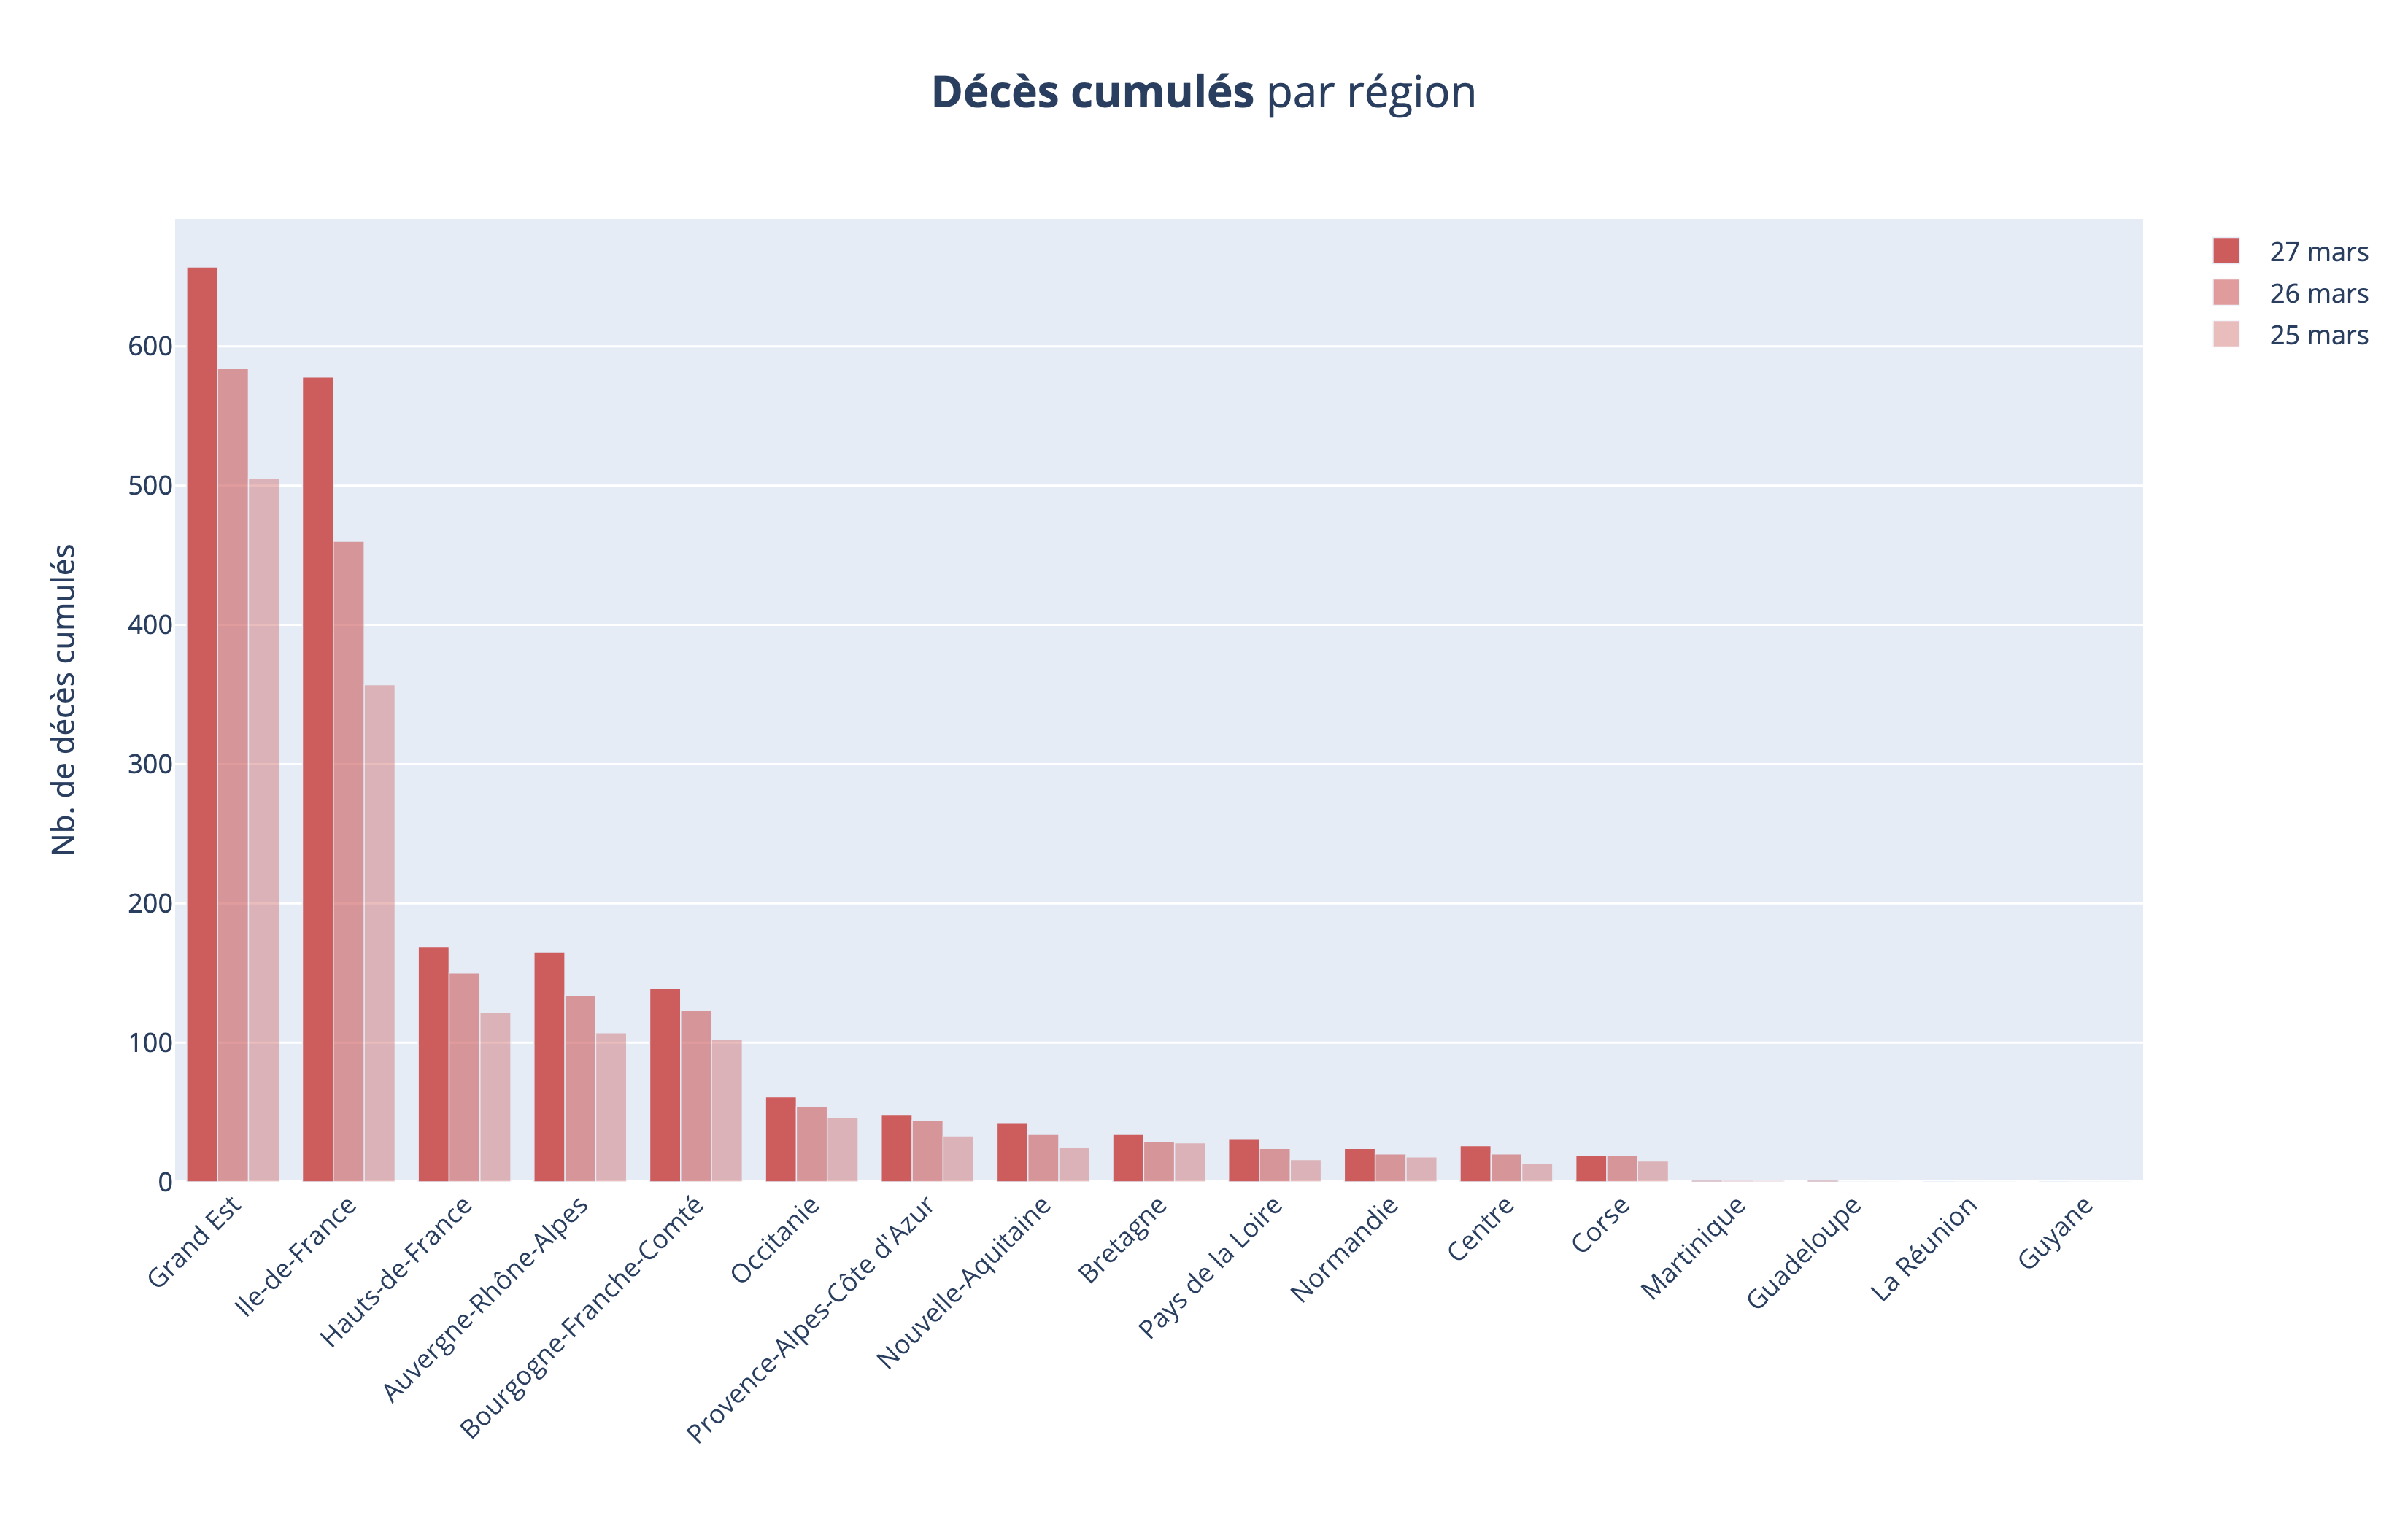 Décès cumulés par région
27 mars
26 mars
25 mars
Nb. de décès cumulés
600
500
400
300
200
100
0
Grand Est
Ile-de-France
Hauts-de-France
Auvergne-Rhône-Alpes
Bourgogne-Franche-Comté
Occitanie
Provence-Alpes-Côte d'Azur
Nouvelle-Aquitaine
Bretagne
Pays de la Loire
Normandie
Centre
Corse
Martinique
Guadeloupe
La Réunion
Guyane